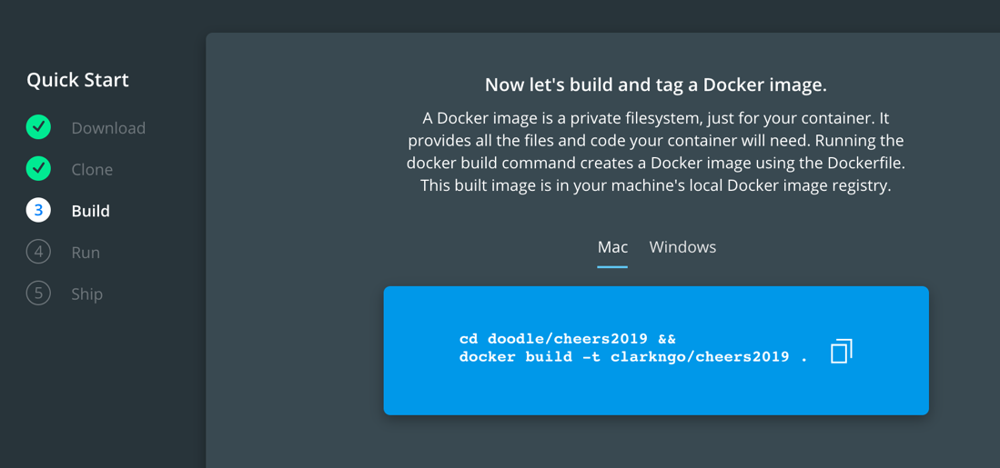 Quick Start
Download
Clone
3 Build
4 Run
5 Ship
Now let's build and tag a Docker image.
A Docker image is a private filesystem, just for your container. It
provides all the files and code your container will need. Running the
docker build command creates a Docker image using the Dockerfile.
This built image is in your machine's local Docker image registry.
Mac Windows
cd doodle/cheers2019 &&
docker build -t clarkngo/cheers2019 .